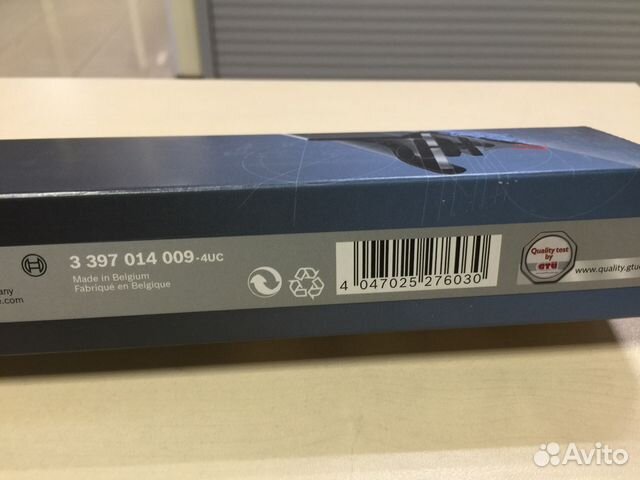 3 397 014 009-4UC
Made in Belgium
Fabriqué en Belgique
4 047025 276030
Quality test
by
GTÜ
www.quality.gtu
Avito